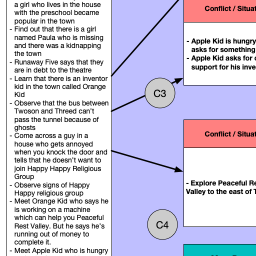 a girl who lives in the house
with the preschool became
popular in the town
- Find out that there is a girl
named Paula who is missing
and there was a kidnapping
the town
- Runaway Five says that they
are in debt to the theatre
- Learn that there is an inventor
kid in the town called Orange
Kid
- Observe that the bus between
Twoson and Threed can't
pass the tunnel because of
ghosts
- Come across a guy in a
house who gets annoyed
when you knock the door and
tells that he doesn't want to
join Happy Happy Religious
Group
- Observe signs of Happy
Happy religious group
- Meet Orange Kid who says he
is working on a machine
which can help you Peaceful
Rest Valley. But he says he's
running out of money to
complete it.
- Meet Apple Kid who is hungry
C3
C4
Conflict / Situat
- Apple Kid is hungry
asks for something
- Apple Kid asks for
support for his inve
Conflict / Situat
- Explore Peaceful Re
Valley to the east of T